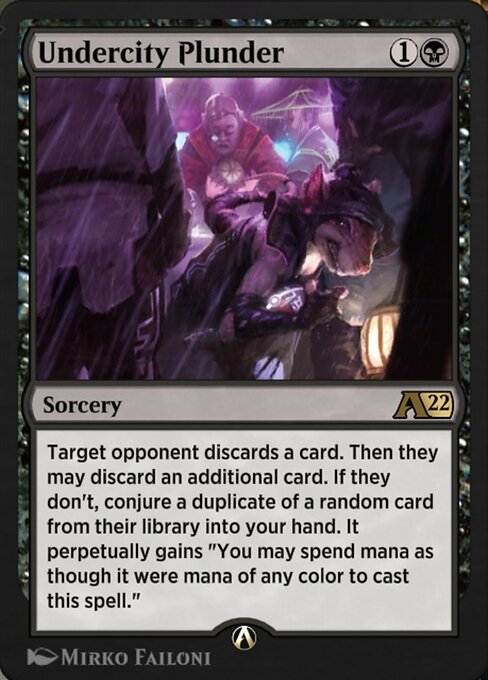 Undercity Plunder 1
Sorcery
A22
Target opponent discards a card. Then they
may discard an additional card. If they
don't, conjure a duplicate of a random card
from their library into your hand. It
perpetually gains "You may spend mana as
though it were mana of any color to cast
this spell."
Mirko Failoni